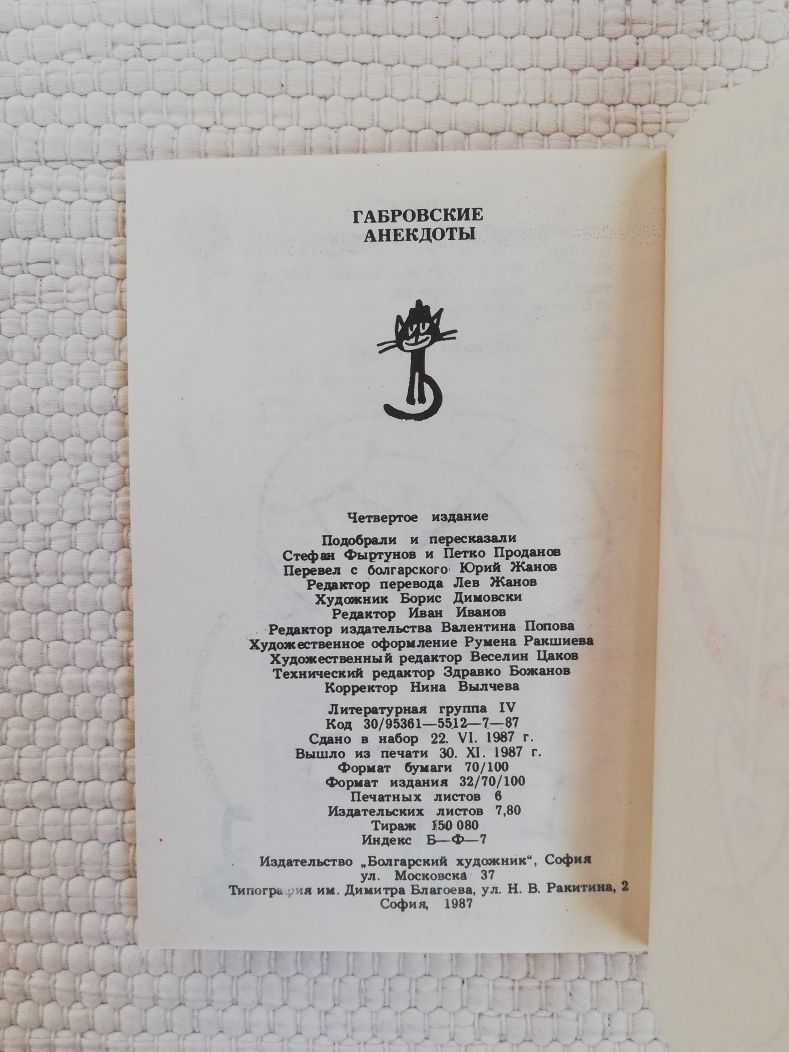 ГАБРОВСКИЕ
АНЕКДОТЫ
Четвертое издание
Подобрали и пересказали
Стефан Фыртунов и Петко Проданов
Перевел с болгарского Юрий Жанов
Редактор перевода Лев Жанов
Художник Борис Димовски
Редактор Иван Иванов
Редактор издательства Валентина Попова
Художественное оформление Румена Ракшиева
Художественный редактор Веселин Цаков
Технический редактор Здравко Божанов
Корректор Нина Вылчева
Литературная группа IV
Код 30/95361—5512—7—87
Сдано в набор 22. VI. 1987 г.
Вышло из печати 30. XI. 1987 г.
Формат бумаги 70/100
Формат издания 32/70/100
Печатных листов 6
Издательских листов 7,80
Тираж 150 080
Индекс Б—Ф—7
Издательство „Болгарский художник“, София
ул. Московска 37
Типография им. Димитра Благоева, ул. Н. В. Ракитина, 2
София, 1987